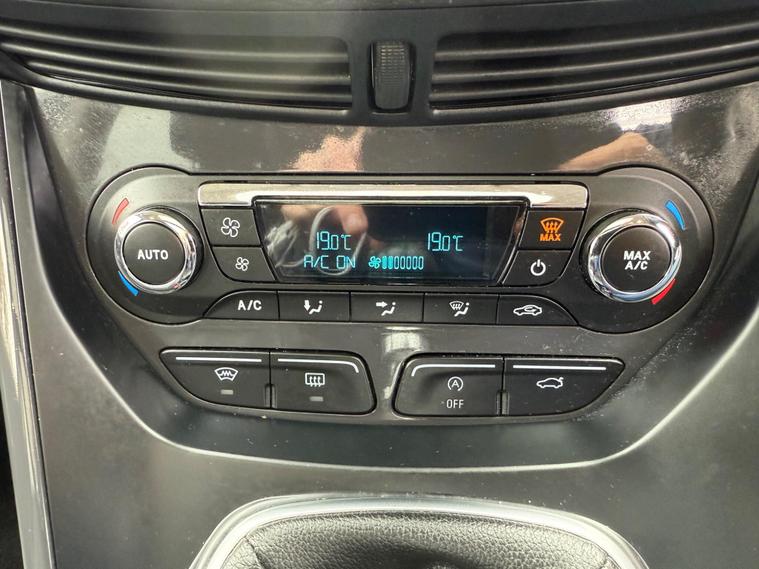 19.0°C 19.0°C
A/C ON
AUTO
MAX
MAX
A/C
A/C
A
OFF